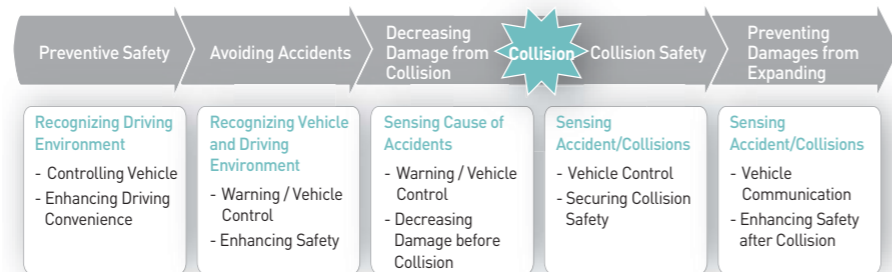 Preventive Safety
Avoiding Accidents
Decreasing
Damage from
Collision
Collision
Collision Safety
Preventing
Damages from
Expanding
Recognizing Driving
Environment
- Controlling Vehicle
- Enhancing Driving
Convenience
Recognizing Vehicle
and Driving
Environment
- Warning / Vehicle
Control
- Enhancing Safety
Sensing Cause of
Accidents
- Warning / Vehicle
Control
- Decreasing
Damage before
Collision
Sensing
Accident/Collisions
- Vehicle Control
- Securing Collision
Safety
Sensing
Accident/Collisions
- Vehicle
Communication
- Enhancing Safety
after Collision